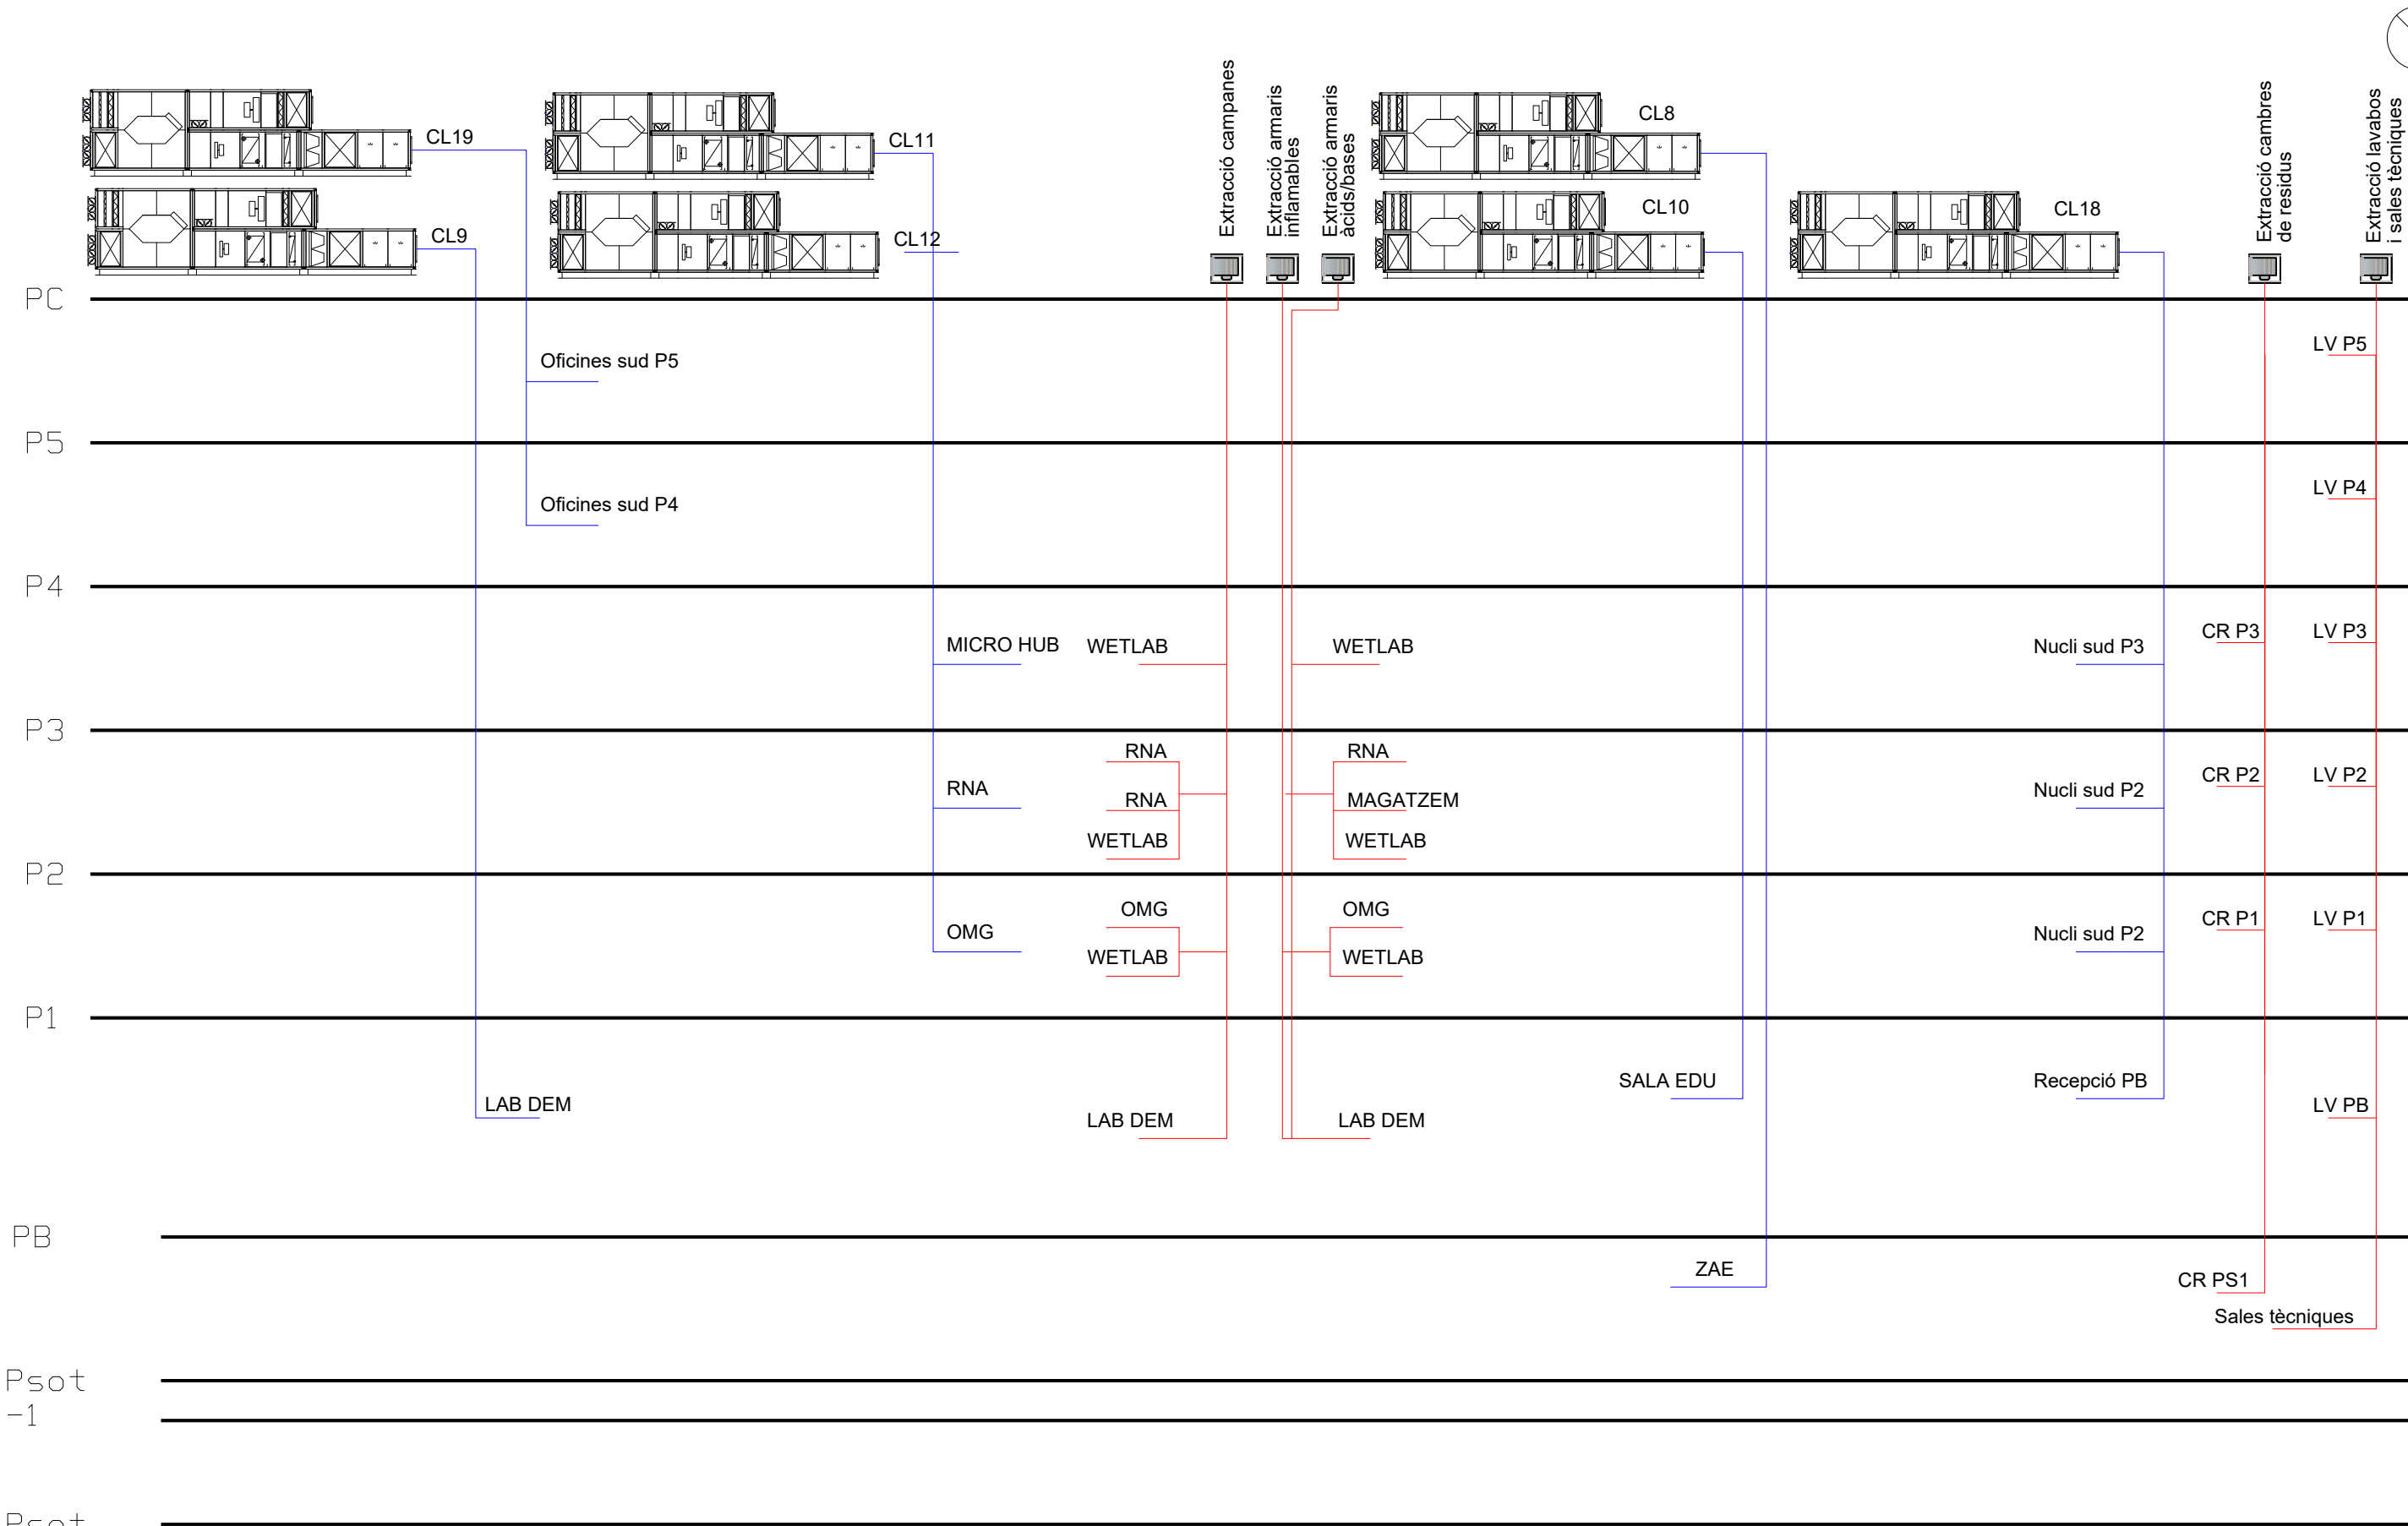 Extracció campanes
Extracció armaris
inflamables
Extracció armaris
àcids/bases
Extracció cambres
de residus
Extracció lavabos
i sales tècniques
CL19
CL11
CL8
CL9
CL12
CL10
CL18
PC
Oficines sud P5
LV P5
P5
Oficines sud P4
LV P4
P4
MICRO HUB
WETLAB
WETLAB
Nucli sud P3
CR P3
LV P3
P3
RNA
RNA
RNA
RNA
MAGATZEM
WETLAB
WETLAB
Nucli sud P2
CR P2
LV P2
P2
OMG
OMG
OMG
WETLAB
WETLAB
Nucli sud P2
CR P1
LV P1
P1
LAB DEM
LAB DEM
LAB DEM
SALA EDU
Recepció PB
LV PB
PB
ZAE
CR PS1
Sales tècniques
Psot
-1
Psot